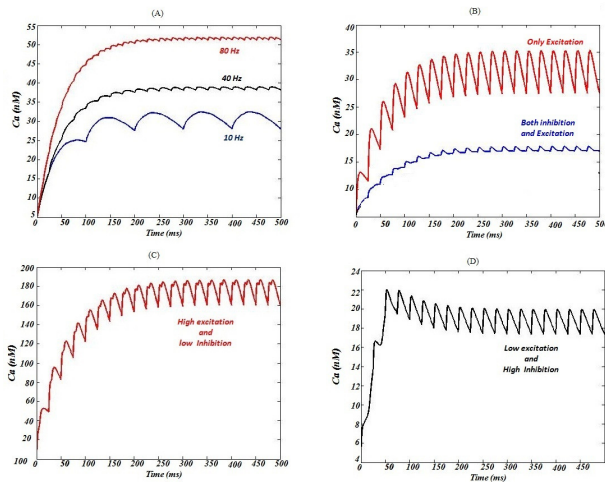 (A)
55
50
45
40
35
30
25
20
15
10
5
Ca (nM)
80 Hz
40 Hz
10 Hz
0 50 100 150 200 250 300 350 400 450 500
Time (ms)
(B)
40
35
30
25
20
15
10
Ca (nM)
Only Excitation
Both inhibition
and Excitation
0 50 100 150 200 250 300 350 400 450 500
Time (ms)
(C)
200
180
160
140
120
100
80
60
40
20
100
Ca (nM)
High excitation
and
low Inhibition
0 50 100 150 200 250 300 350 400 450 500
Time (ms)
(D)
24
22
20
18
16
14
12
10
8
6
4
Ca (nM)
Low excitation
and
High Inhibition
0 50 100 150 200 250 300 350 400 450 500
Time (ms)